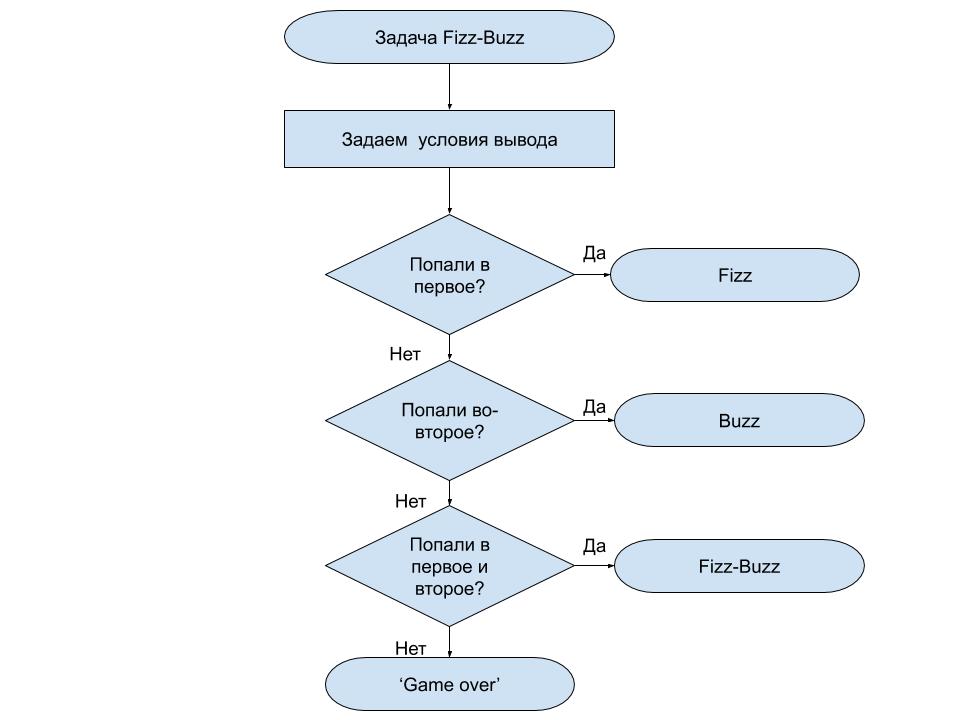 Задача Fizz-Buzz
Задаем  условия вывода
Попали в
первое?
Да
Fizz
Нет
Попали во-
второе?
Да
Buzz
Нет
Попали в
первое и
второе?
Да
Fizz-Buzz
Нет
‘Game over’